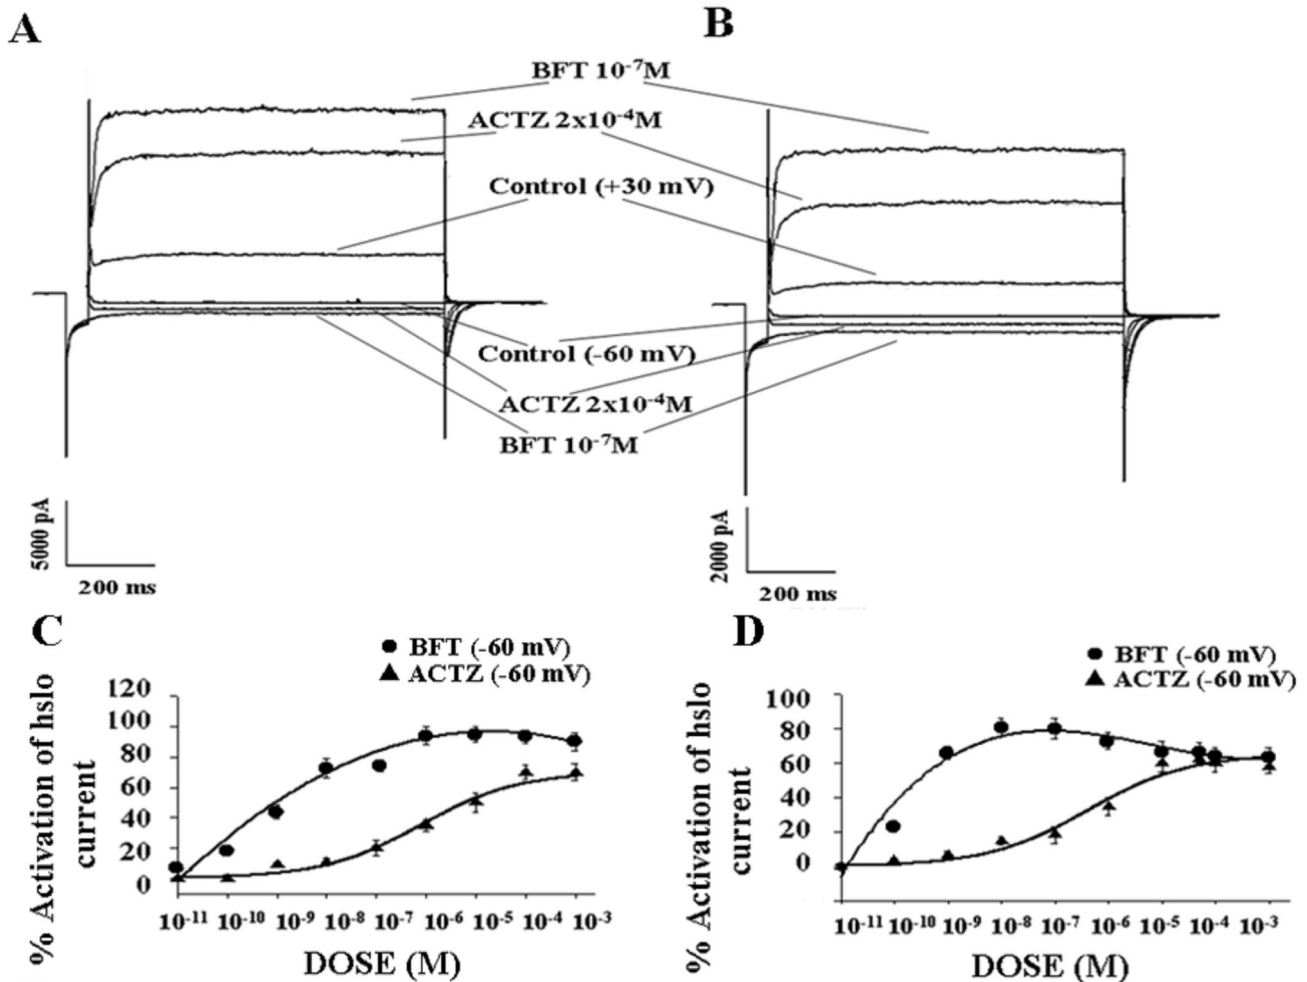 A
B
BFT 10⁻⁷M
ACTZ 2x10⁻⁴M
Control (+30 mV)
Control (-60 mV)
ACTZ 2x10⁻⁴M
BFT 10⁻⁷M
5000 pA
200 ms
2000 pA
200 ms
C
BFT (-60 mV)
ACTZ (-60 mV)
% Activation of hslo
current
120
100
80
60
40
20
0
10⁻¹¹ 10⁻¹⁰ 10⁻⁹ 10⁻⁸ 10⁻⁷ 10⁻⁶ 10⁻⁵ 10⁻⁴ 10⁻³
DOSE (M)
D
BFT (-60 mV)
ACTZ (-60 mV)
% Activation of hslo
current
100
80
60
40
20
0
10⁻¹¹ 10⁻¹⁰ 10⁻⁹ 10⁻⁸ 10⁻⁷ 10⁻⁶ 10⁻⁵ 10⁻⁴ 10⁻³
DOSE (M)